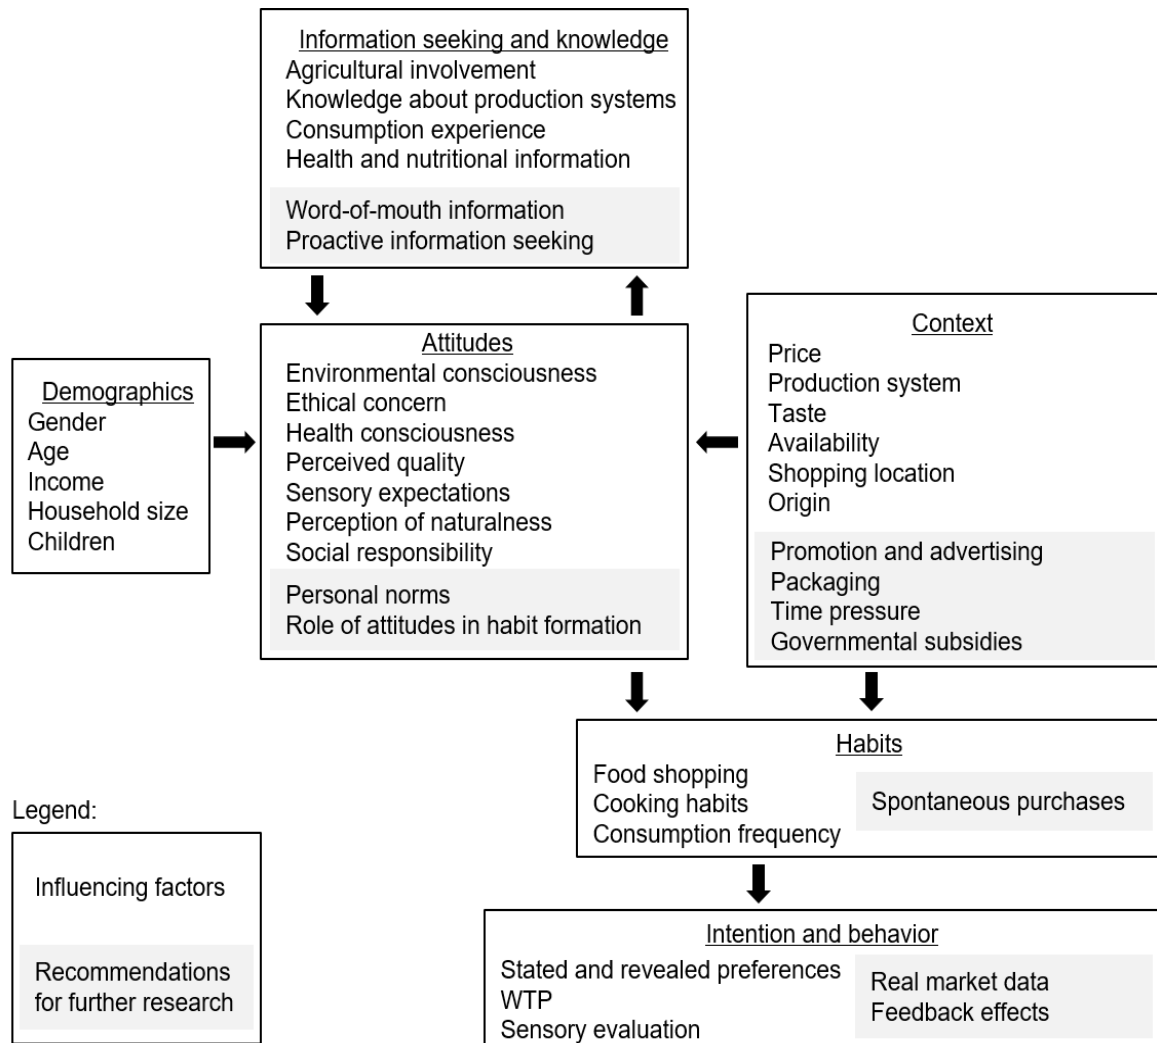 Information seeking and knowledge
Agricultural involvement
Knowledge about production systems
Consumption experience
Health and nutritional information
Word-of-mouth information
Proactive information seeking
Demographics
Gender
Age
Income
Household size
Children
Attitudes
Environmental consciousness
Ethical concern
Health consciousness
Perceived quality
Sensory expectations
Perception of naturalness
Social responsibility
Personal norms
Role of attitudes in habit formation
Context
Price
Production system
Taste
Availability
Shopping location
Origin
Promotion and advertising
Packaging
Time pressure
Governmental subsidies
Habits
Food shopping
Cooking habits
Consumption frequency
Spontaneous purchases
Intention and behavior
Stated and revealed preferences
WTP
Sensory evaluation
Real market data
Feedback effects
Legend:
Influencing factors
Recommendations
for further research